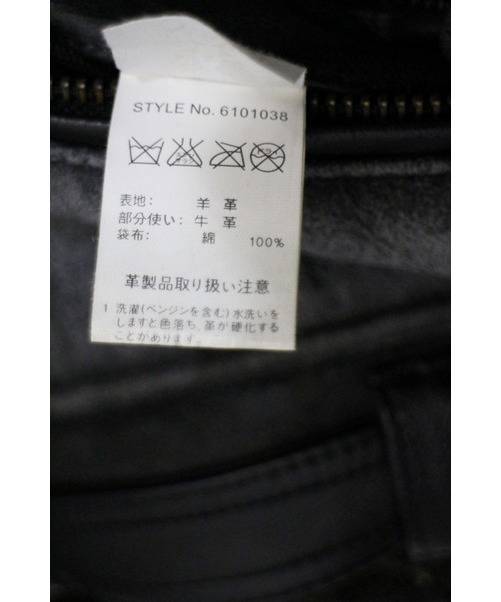 STYLE No. 6101038
表地: 羊 革
部分使い: 牛 革
袋布: 綿 100%
革製品取り扱い注意
1 洗濯(ベンジンを含む)水洗いを
しますと色落ち、革が硬化する
ことがあります。